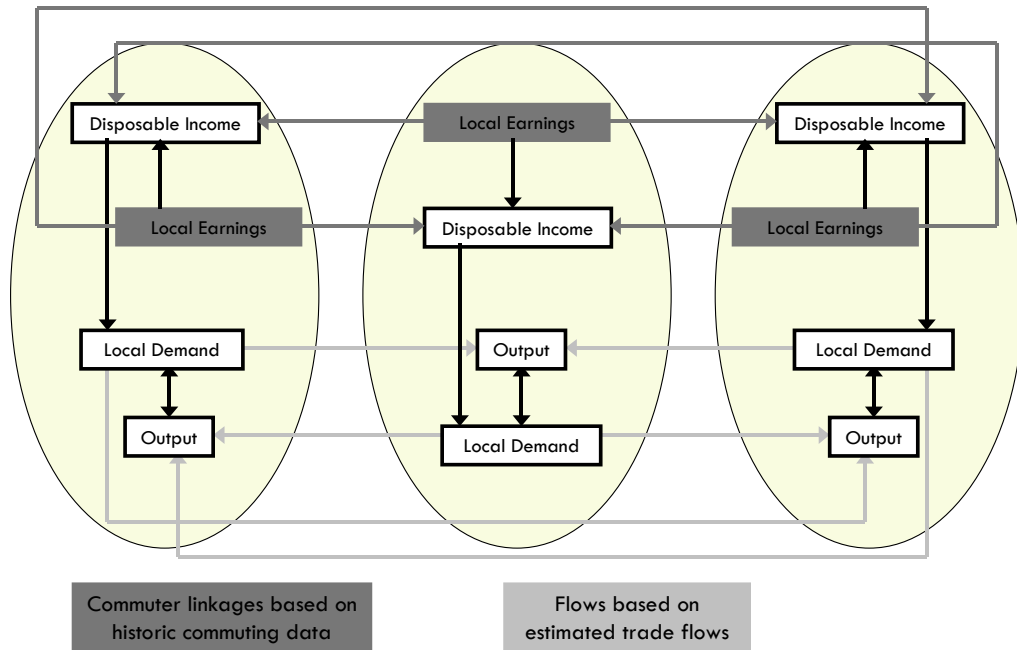 Disposable Income
Local Earnings
Disposable Income
Local Earnings
Disposable Income
Local Earnings
Local Demand
Output
Local Demand
Output
Local Demand
Output
Commuter linkages based on
historic commuting data
Flows based on
estimated trade flows